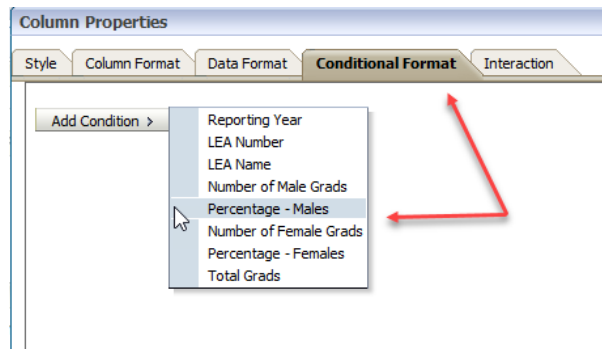 Column Properties
Style Column Format Data Format Conditional Format Interaction
Add Condition >
Reporting Year
LEA Number
LEA Name
Number of Male Grads
Percentage - Males
Number of Female Grads
Percentage - Females
Total Grads